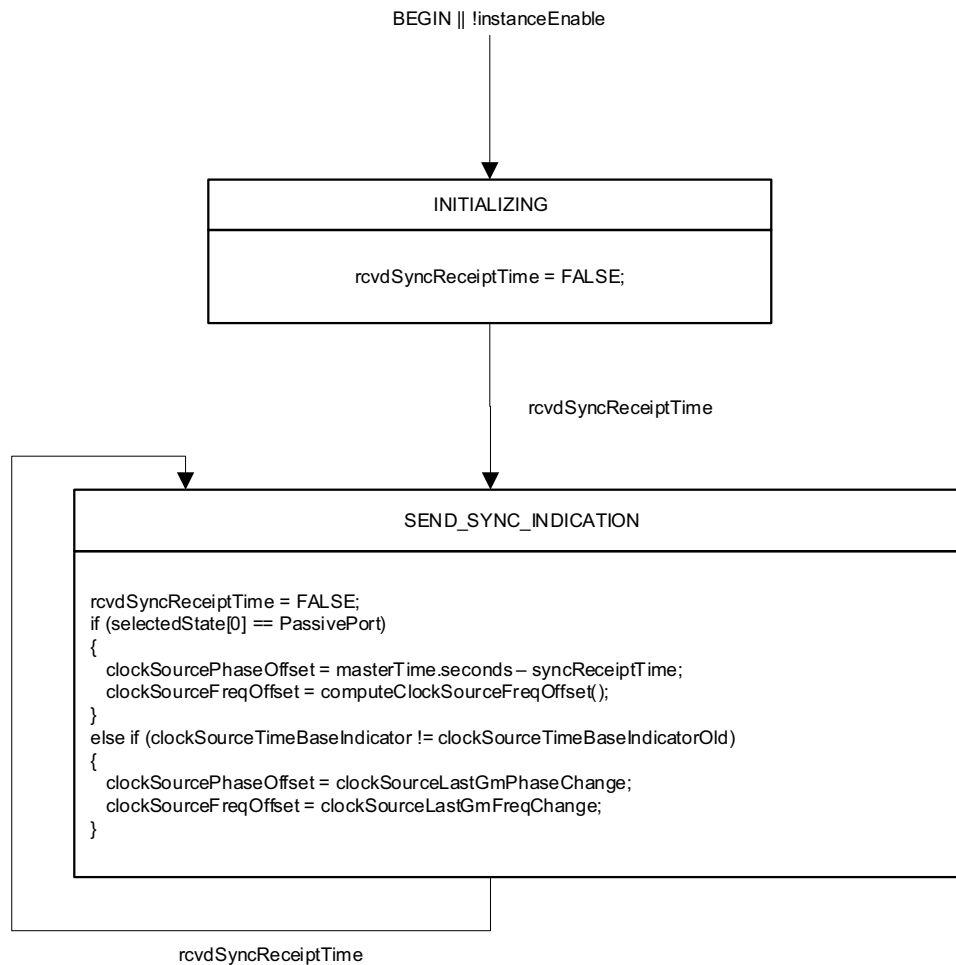 BEGIN || !instanceEnable
INITIALIZING
rcvdSyncReceiptTime = FALSE;
rcvdSyncReceiptTime
SEND_SYNC_INDICATION
rcvdSyncReceiptTime = FALSE;
if (selectedState[0] == PassivePort)
{
clockSourcePhaseOffset = masterTime.seconds – syncReceiptTime;
clockSourceFreqOffset = computeClockSourceFreqOffset();
}
else if (clockSourceTimeBaseIndicator != clockSourceTimeBaseIndicatorOld)
{
clockSourcePhaseOffset = clockSourceLastGmPhaseChange;
clockSourceFreqOffset = clockSourceLastGmFreqChange;
}
rcvdSyncReceiptTime